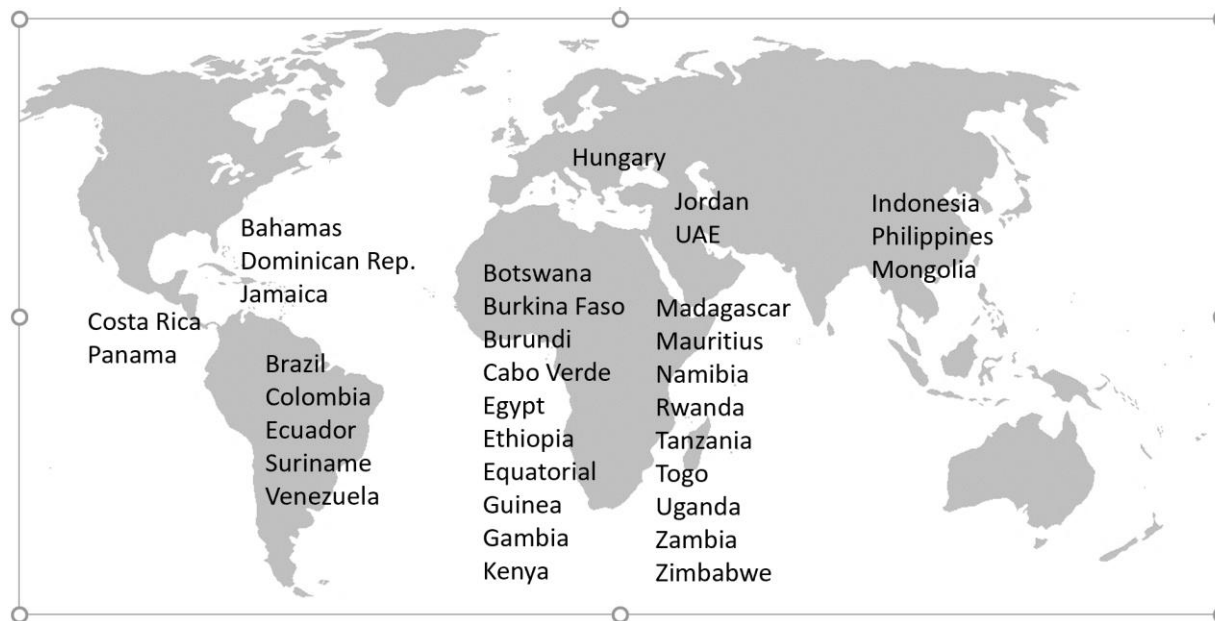 Hungary
Jordan
UAE
Indonesia
Philippines
Mongolia
Bahamas
Dominican Rep.
Jamaica
Costa Rica
Panama
Brazil
Colombia
Ecuador
Suriname
Venezuela
Botswana
Burkina Faso
Burundi
Cabo Verde
Egypt
Ethiopia
Equatorial
Guinea
Gambia
Kenya
Madagascar
Mauritius
Namibia
Rwanda
Tanzania
Togo
Uganda
Zambia
Zimbabwe